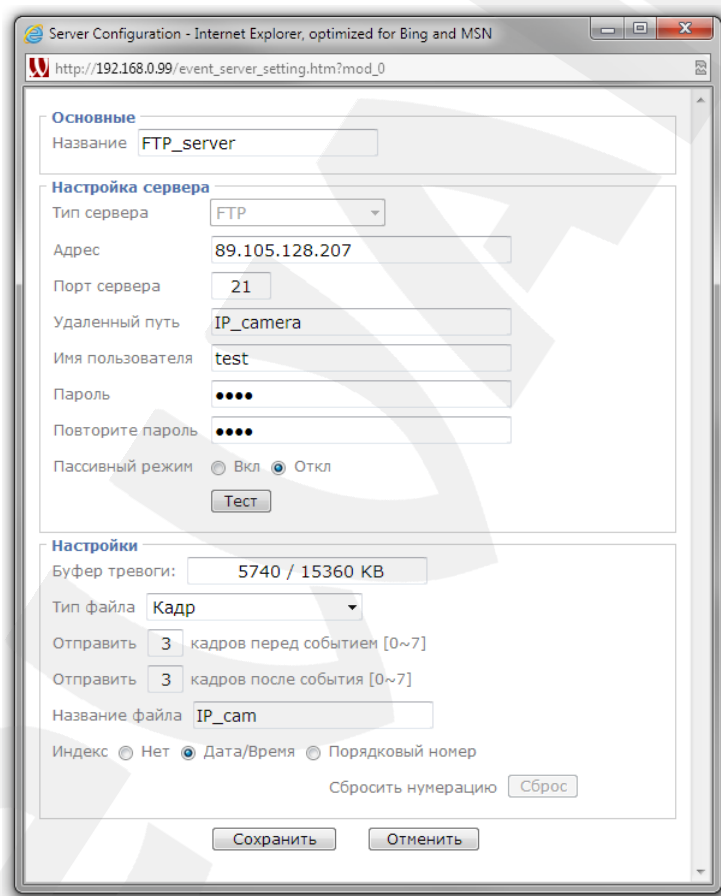 Server Configuration - Internet Explorer, optimized for Bing and MSN
http://192.168.0.99/event_server_setting.htm?mod_0
Основные
Название FTP_server
Настройка сервера
Тип сервера FTP
Адрес 89.105.128.207
Порт сервера 21
Удаленный путь IP_camera
Имя пользователя test
Пароль ••••
Повторите пароль ••••
Пассивный режим Вкл Откл
Тест
Настройки
Буфер тревоги: 5740 / 15360 KB
Тип файла Кадр
Отправить 3 кадров перед событием [0~7]
Отправить 3 кадров после события [0~7]
Название файла IP_cam
Индекс Нет Дата/Время Порядковый номер
Сбросить нумерацию Сброс
Сохранить Отменить